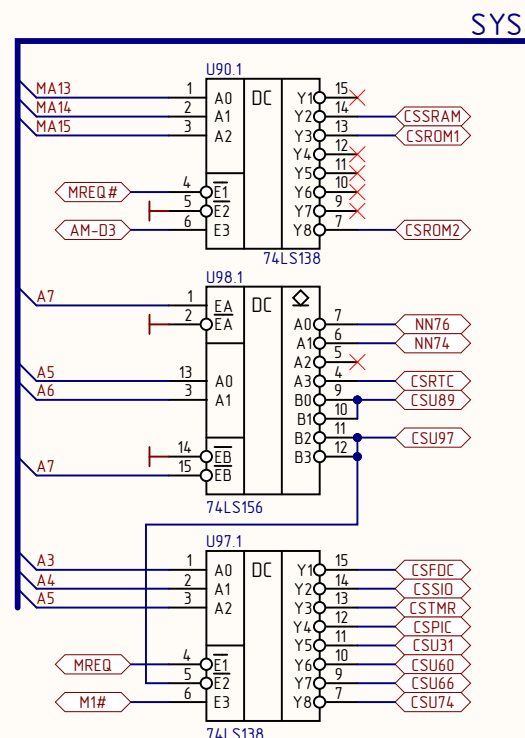 SYS
U90.1
MA13 1 A0 DC Y1 15
MA14 2 A1 Y2 14 CSSRAM
MA15 3 A2 Y3 13 CSROM1
Y4 12
Y5 11
MREQ# 4 E1 Y6 10
5 E2 Y7 9
AM-D3 6 E3 Y8 7 CSROM2
74LS138
U98.1
A7 1 EA DC
2 EA A0 7 NN76
A1 6 NN74
A2 5
A5 13 A0 A3 4 CSRTC
A6 3 A1 B0 9 CSU89
B1 10
B2 11 CSU97
14 EB B3 12
A7 15 EB
74LS156
U97.1
A3 1 A0 DC Y1 15 CSFDC
A4 2 A1 Y2 14 CSSIO
A5 3 A2 Y3 13 CSTMR
Y4 12 CSPIC
Y5 11 CSU31
MREQ 4 E1 Y6 10 CSU60
5 E2 Y7 9 CSU66
M1# 6 E3 Y8 7 CSU74
74LS138